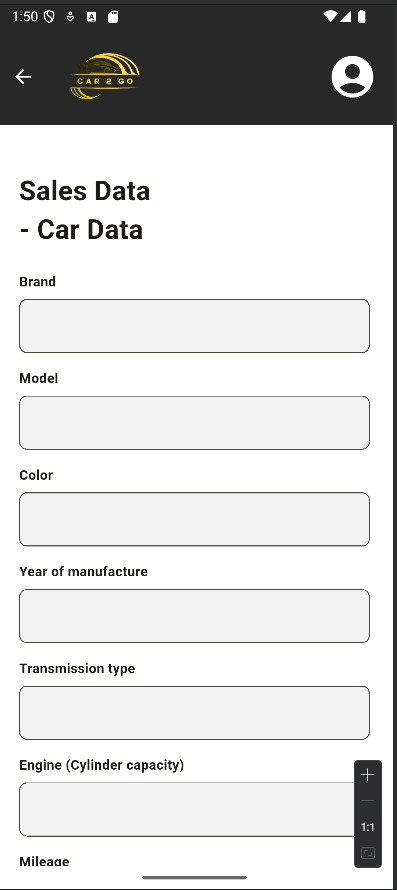 1:50
CAR 2 GO
Sales Data
- Car Data
Brand
Model
Color
Year of manufacture
Transmission type
Engine (Cylinder capacity)
1:1
Mileage